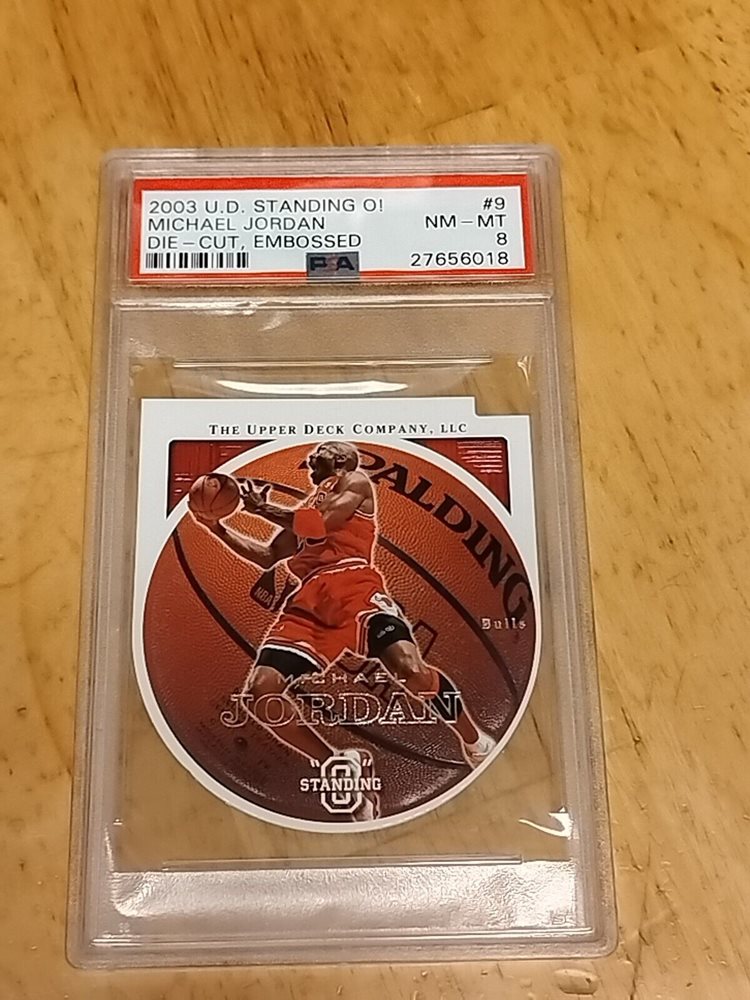 2003 U.D. STANDING O! #9
MICHAEL JORDAN NM-MT
DIE-CUT, EMBOSSED 8
PSA 27656018
THE UPPER DECK COMPANY, LLC
SPALDING
NBA
Bulls
MICHAEL
JORDAN
"O"
STANDING